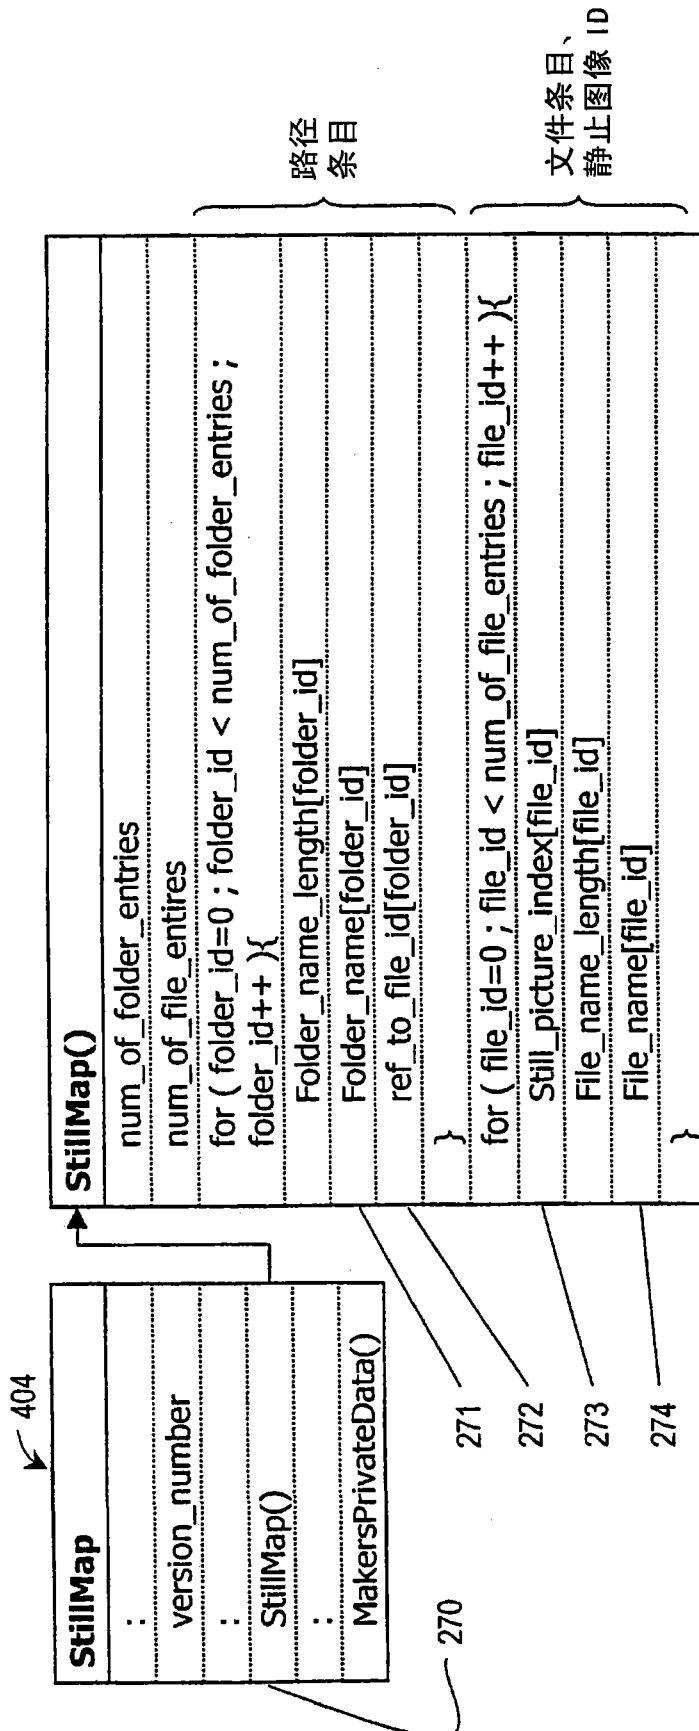 404
StillMap
:
version_number
:
StillMap()
:
MakersPrivateData()
270
StillMap()
num_of_folder_entries
num_of_file_entires
for ( folder_id=0 ; folder_id < num_of_folder_entries ;
folder_id++ ){
Folder_name_length[folder_id]
Folder_name[folder_id]
ref_to_file_id[folder_id]
}
for ( file_id=0 ; file_id < num_of_file_entries ; file_id++ ){
Still_picture_index[file_id]
File_name_length[file_id]
File_name[file_id]
}
271
272
273
274
路径
条目
文件条目、
静止图像 ID